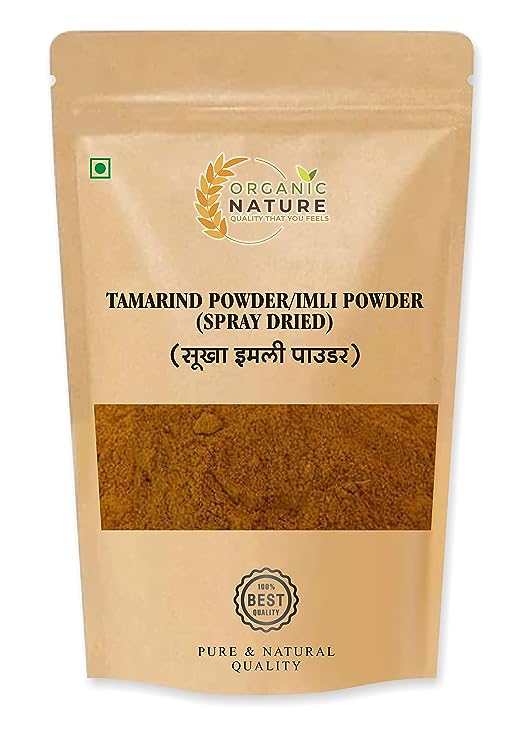 ORGANIC
NATURE
QUALITY THAT YOU FEELS
TAMARIND POWDER/IMLI POWDER
(SPRAY DRIED)
(सूखा इमली पाउडर)
100%
BEST
QUALITY
PURE & NATURAL
QUALITY